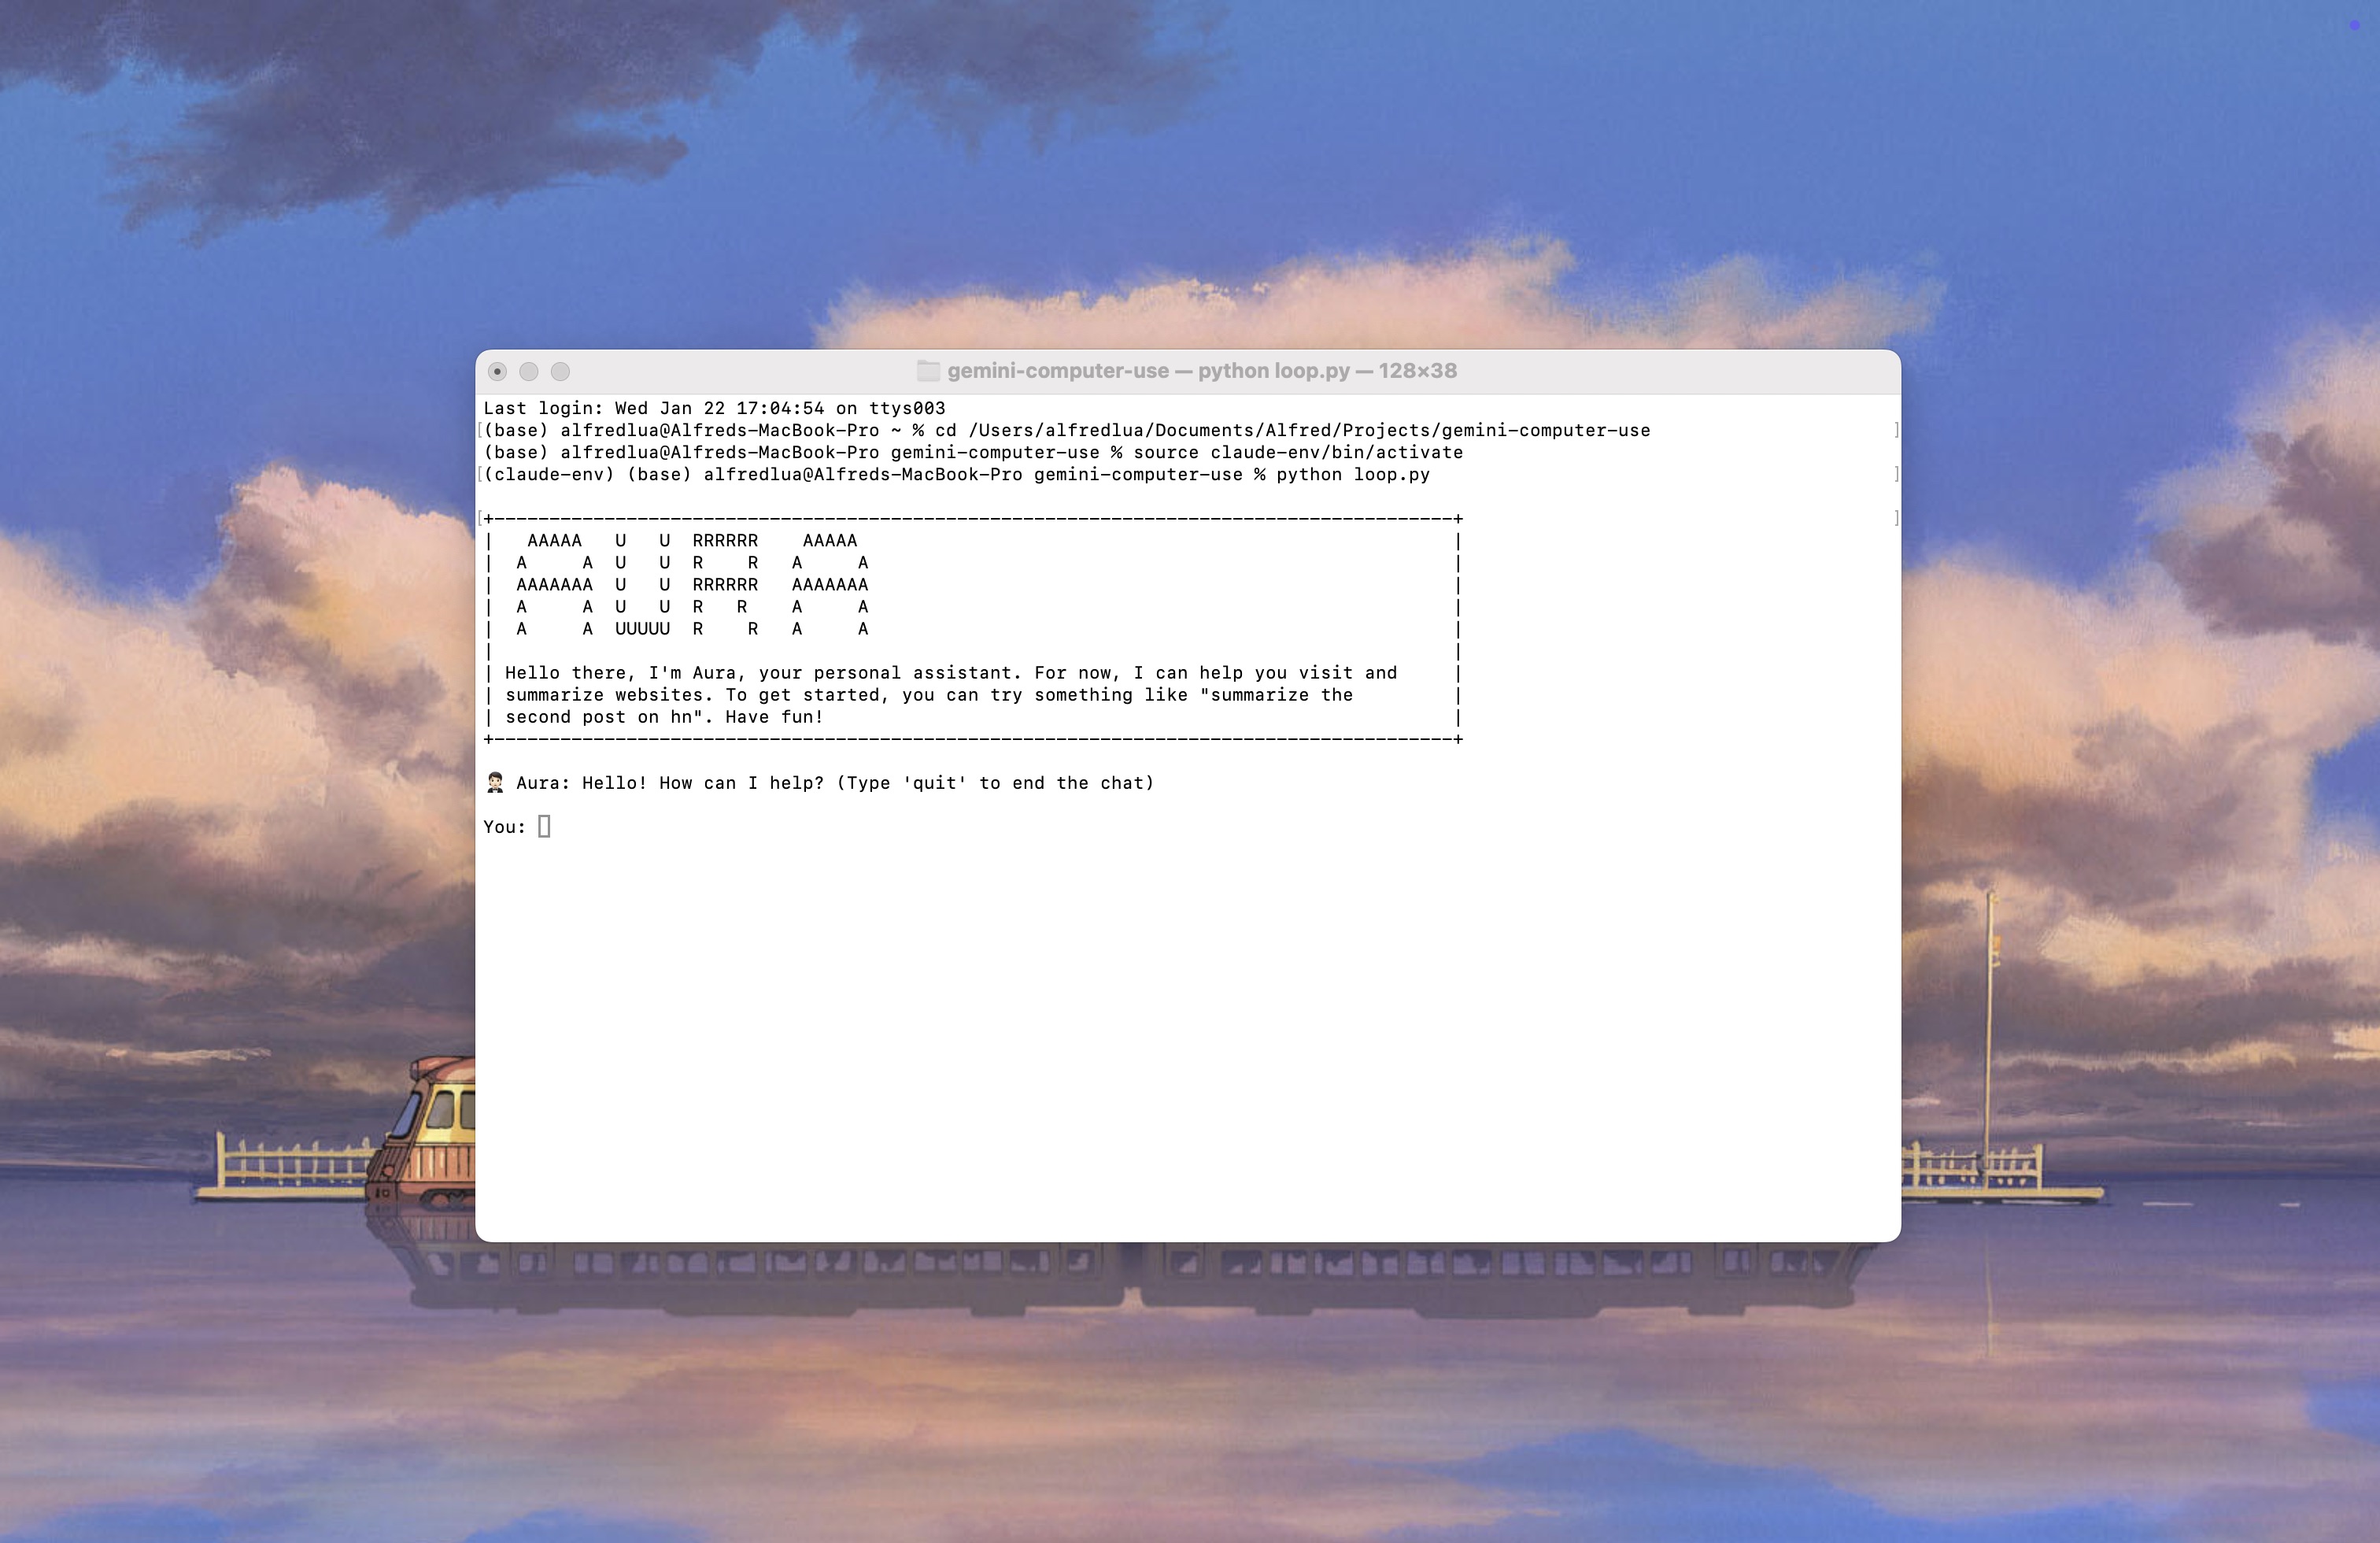 gemini-computer-use — python loop.py — 128×38
Last login: Wed Jan 22 17:04:54 on ttys003
[(base) alfredlua@Alfreds-MacBook-Pro ~ % cd /Users/alfredlua/Documents/Alfred/Projects/gemini-computer-use ]
(base) alfredlua@Alfreds-MacBook-Pro gemini-computer-use % source claude-env/bin/activate
[(claude-env) (base) alfredlua@Alfreds-MacBook-Pro gemini-computer-use % python loop.py ]
[+---------------------------------------------------------------------------------------+ ]
|   AAAAA   U   U  RRRRRR    AAAAA                                                      |
|  A     A  U   U  R    R   A     A                                                     |
|  AAAAAAA  U   U  RRRRRR   AAAAAAA                                                     |
|  A     A  U   U  R   R    A     A                                                     |
|  A     A  UUUUU  R    R   A     A                                                     |
|                                                                                       |
| Hello there, I'm Aura, your personal assistant. For now, I can help you visit and     |
| summarize websites. To get started, you can try something like "summarize the         |
| second post on hn". Have fun!                                                         |
+---------------------------------------------------------------------------------------+
🤵🏻 Aura: Hello! How can I help? (Type 'quit' to end the chat)
You: